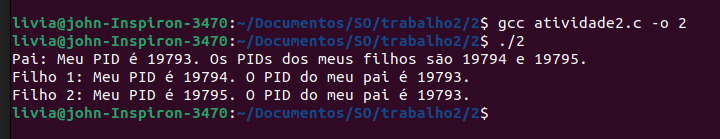 livia@john-Inspiron-3470:~/Documentos/SO/trabalho2/2$ gcc atividade2.c -o 2
livia@john-Inspiron-3470:~/Documentos/SO/trabalho2/2$ ./2
Pai: Meu PID é 19793. Os PIDs dos meus filhos são 19794 e 19795.
Filho 1: Meu PID é 19794. O PID do meu pai é 19793.
Filho 2: Meu PID é 19795. O PID do meu pai é 19793.
livia@john-Inspiron-3470:~/Documentos/SO/trabalho2/2$